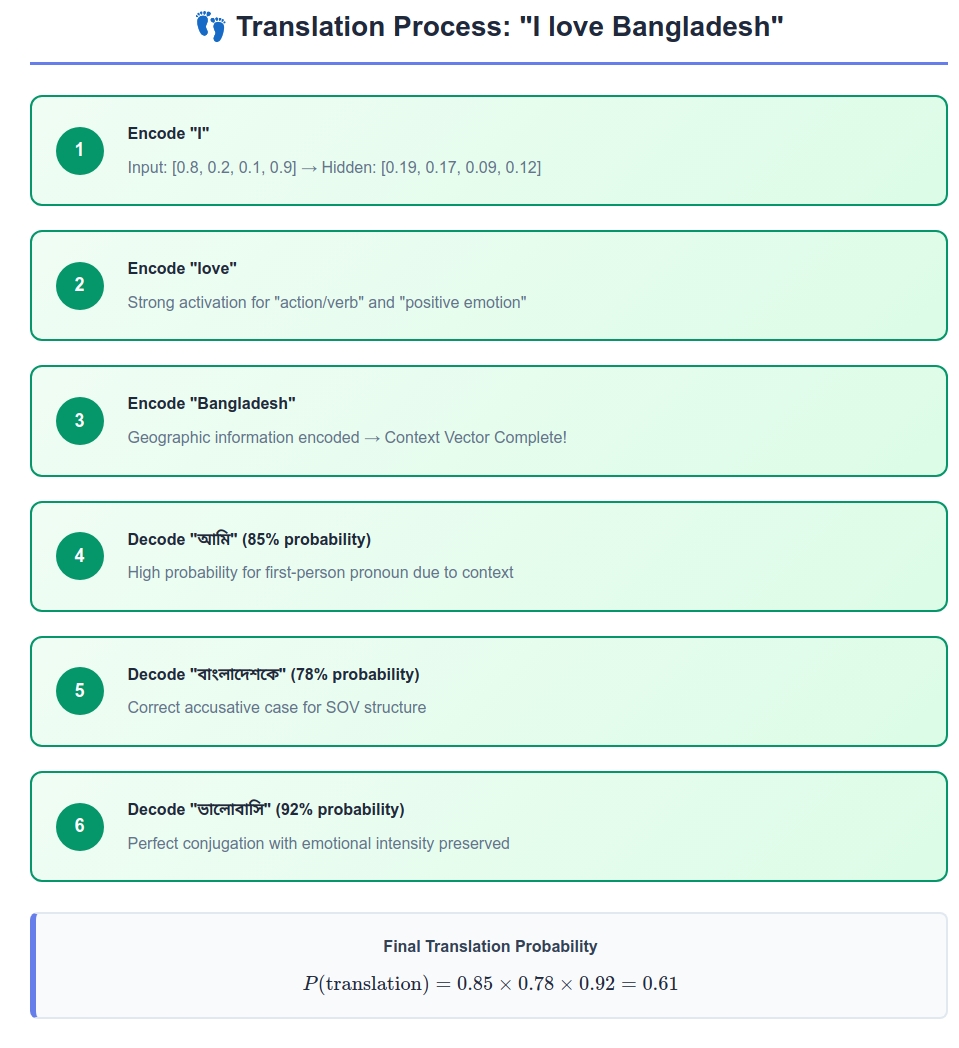 👣 Translation Process: "I love Bangladesh"
1
Encode "I"
Input: [0.8, 0.2, 0.1, 0.9] → Hidden: [0.19, 0.17, 0.09, 0.12]
2
Encode "love"
Strong activation for "action/verb" and "positive emotion"
3
Encode "Bangladesh"
Geographic information encoded → Context Vector Complete!
4
Decode "আমি" (85% probability)
High probability for first-person pronoun due to context
5
Decode "বাংলাদেশকে" (78% probability)
Correct accusative case for SOV structure
6
Decode "ভালোবাসি" (92% probability)
Perfect conjugation with emotional intensity preserved
Final Translation Probability
P(translation) = 0.85 × 0.78 × 0.92 = 0.61